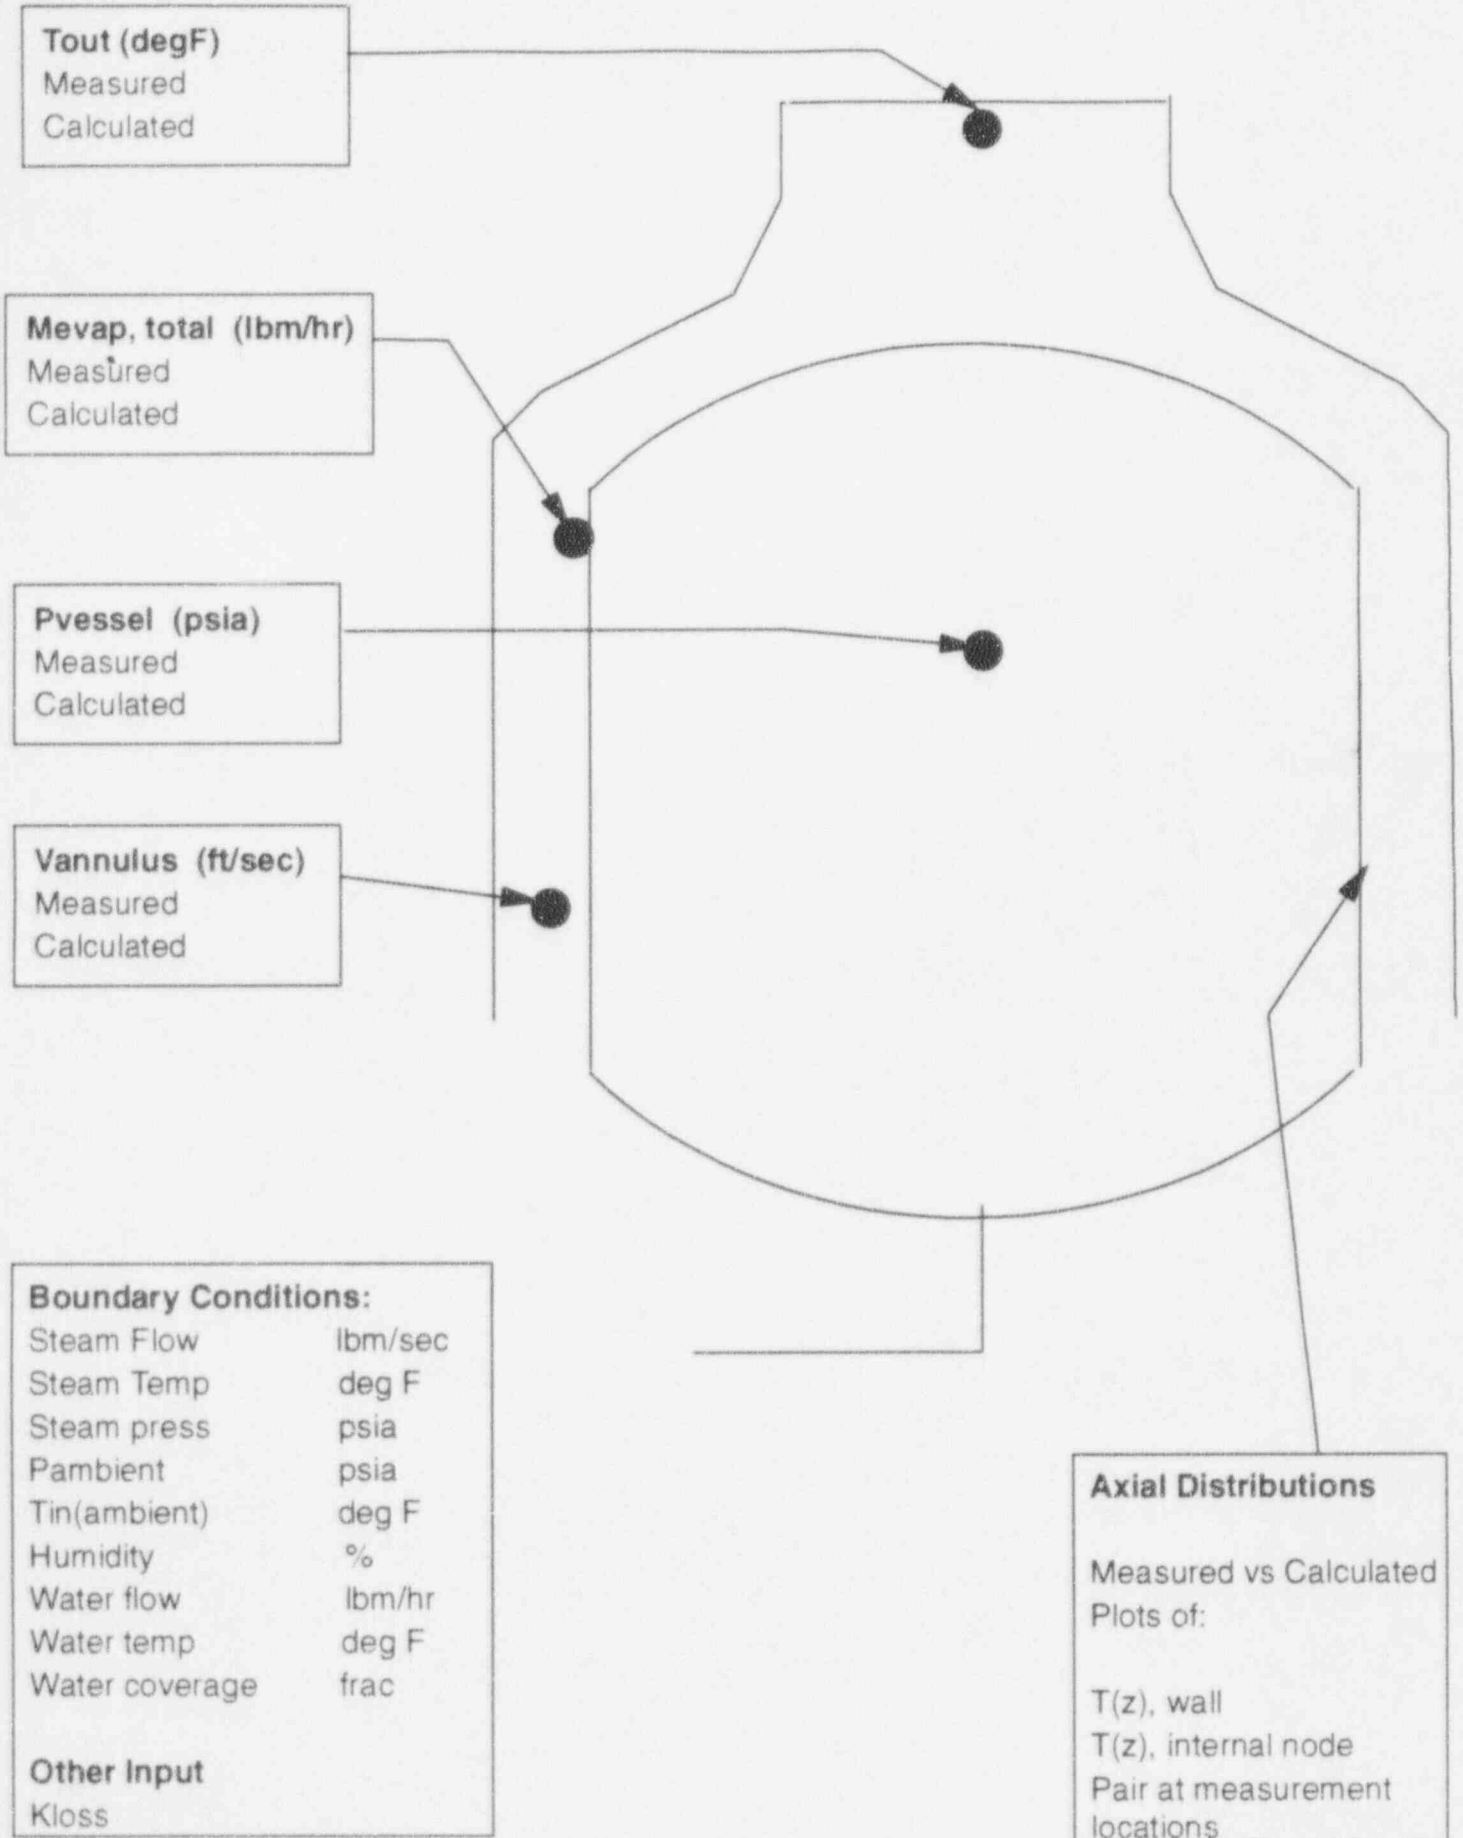 Tout (degF)
Measured
Calculated
Mevap, total (lbm/hr)
Measured
Calculated
Pvessel (psia)
Measured
Calculated
Vannulus (ft/sec)
Measured
Calculated
Boundary Conditions:
Steam Flow lbm/sec
Steam Temp deg F
Steam press psia
Pambient psia
Tin(ambient) deg F
Humidity %
Water flow lbm/hr
Water temp deg F
Water coverage frac
Other Input
Kloss
Axial Distributions
Measured vs Calculated
Plots of:
T(z), wall
T(z), internal node
Pair at measurement
locations